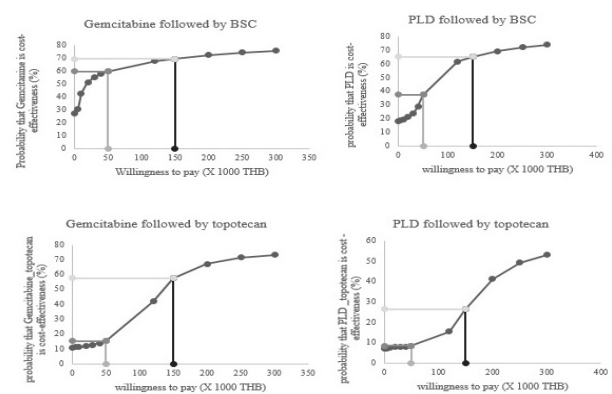 Gemcitabine followed by BSC
Probability that Gemcitamine is cost-
effectiveness (%)
80
70
60
50
40
30
20
10
0
0 50 100 150 200 250 300 350
Willingness to pay (X 1000 THB)
PLD followed by BSC
probability that PLD is cost-
effectiveness (%)
80
70
60
50
40
30
20
10
0
0 100 200 300 400
willingness to pay (X 1000 THB)
Gemcitabine followed by topotecan
probability that Gemcitabine_topotecan
is cost-effectiveness (%)
80
70
60
50
40
30
20
10
0
0 50 100 150 200 250 300 350
willingness to pay (X 1000 THB)
PLD followed by topotecan
probability that PLD_topotecan is cost-
effectiveness (%)
60
50
40
30
20
10
0
0 100 200 300 400
willingness to pay (X 1000 THB)